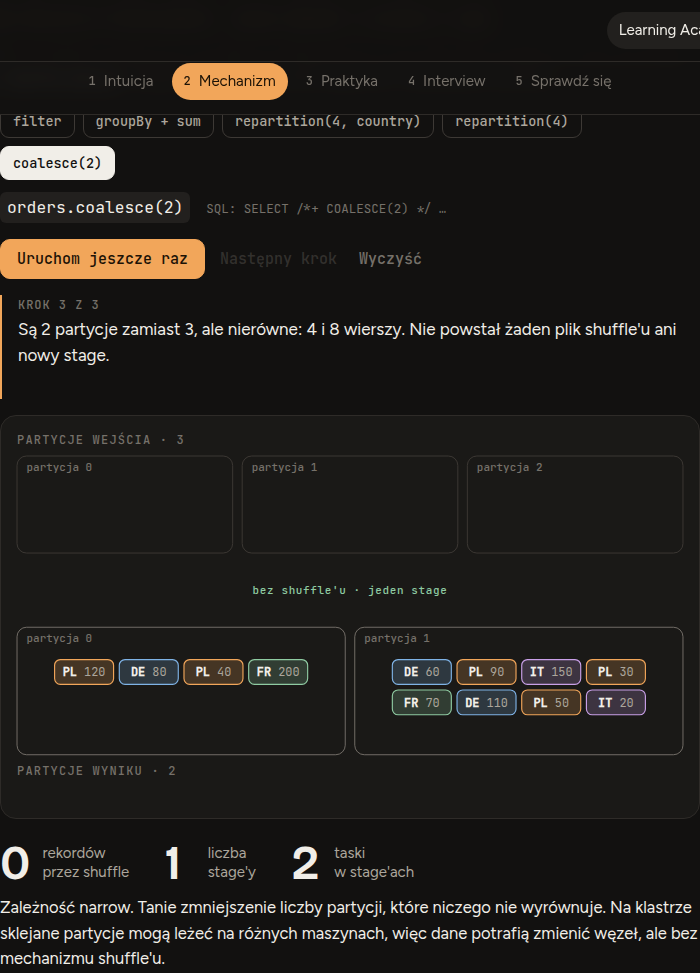 Learning Aca
1 Intuicja 2 Mechanizm 3 Praktyka 4 Interview 5 Sprawdź się
filter groupBy + sum repartition(4, country) repartition(4)
coalesce(2)
orders.coalesce(2) SQL: SELECT /*+ COALESCE(2) */ …
Uruchom jeszcze raz Następny krok Wyczyść
KROK 3 Z 3
Są 2 partycje zamiast 3, ale nierówne: 4 i 8 wierszy. Nie powstał żaden plik shuffle'u ani
nowy stage.
PARTYCJE WEJŚCIA · 3
partycja 0 partycja 1 partycja 2
bez shuffle'u · jeden stage
partycja 0 partycja 1
PL 120 DE 80 PL 40 FR 200 DE 60 PL 90 IT 150 PL 30
FR 70 DE 110 PL 50 IT 20
PARTYCJE WYNIKU · 2
0 rekordów przez shuffle 1 liczba stage'y 2 taski w stage'ach
Zależność narrow. Tanie zmniejszenie liczby partycji, które niczego nie wyrównuje. Na klastrze
sklejane partycje mogą leżeć na różnych maszynach, więc dane potrafią zmienić węzeł, ale bez
mechanizmu shuffle'u.